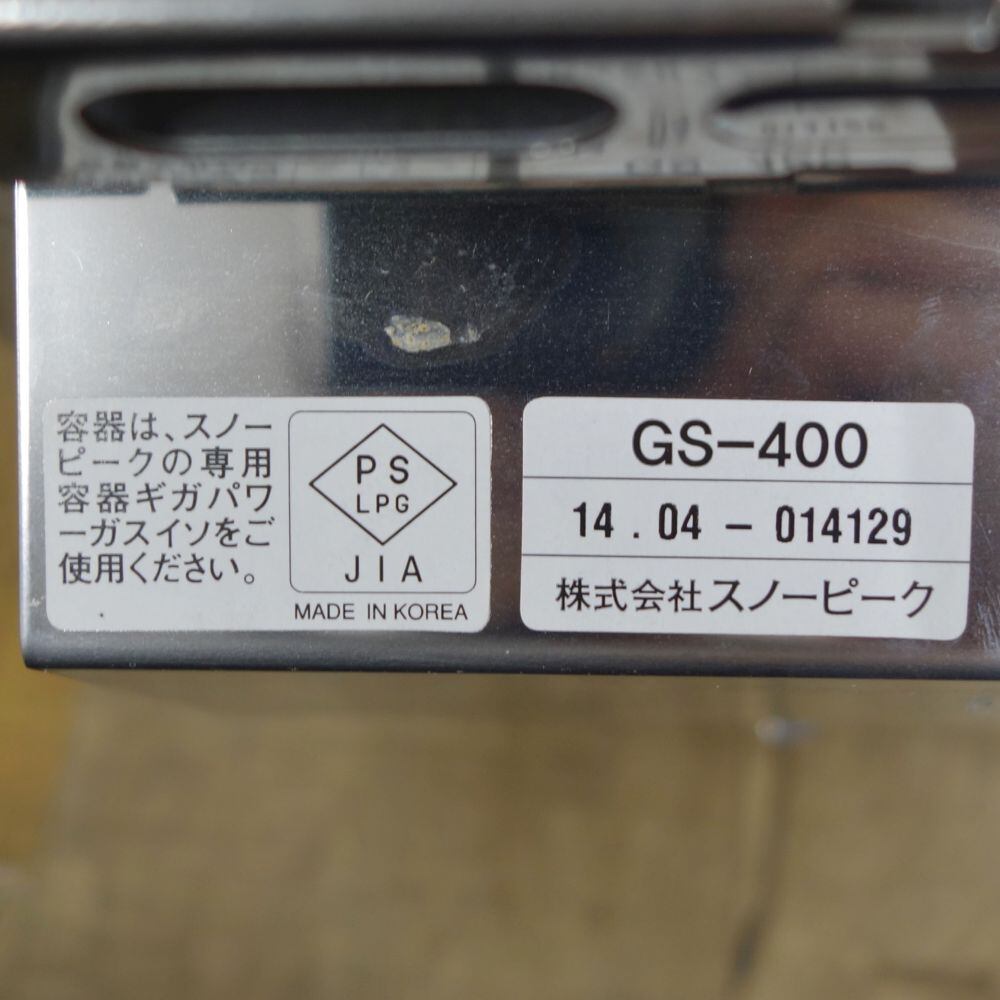 容器は、スノー
ピークの専用
容器ギガパワ
ーガスイソをご
使用ください。
PS
LPG
JIA
MADE IN KOREA
GS-400
14 . 04 - 014129
株式会社スノーピーク